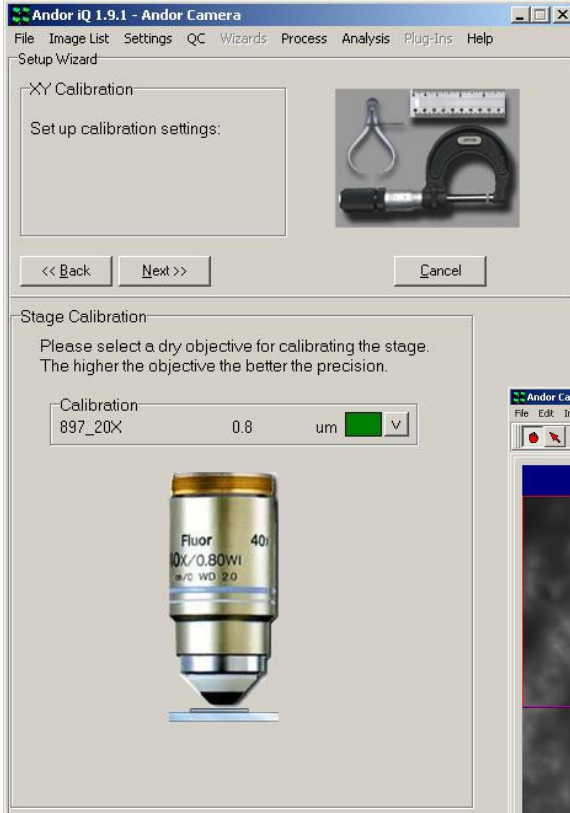 Andor iQ 1.9.1 - Andor Camera
File Image List Settings QC Wizards Process Analysis Plug-Ins Help
Setup Wizard
XY Calibration
Set up calibration settings:
<< Back Next >> Cancel
Stage Calibration
Please select a dry objective for calibrating the stage.
The higher the objective the better the precision.
Calibration
897_20X 0.8 um V
Andor Ca
File Edit I
Fluor 40x
40X/0.80WI
WD 2.0